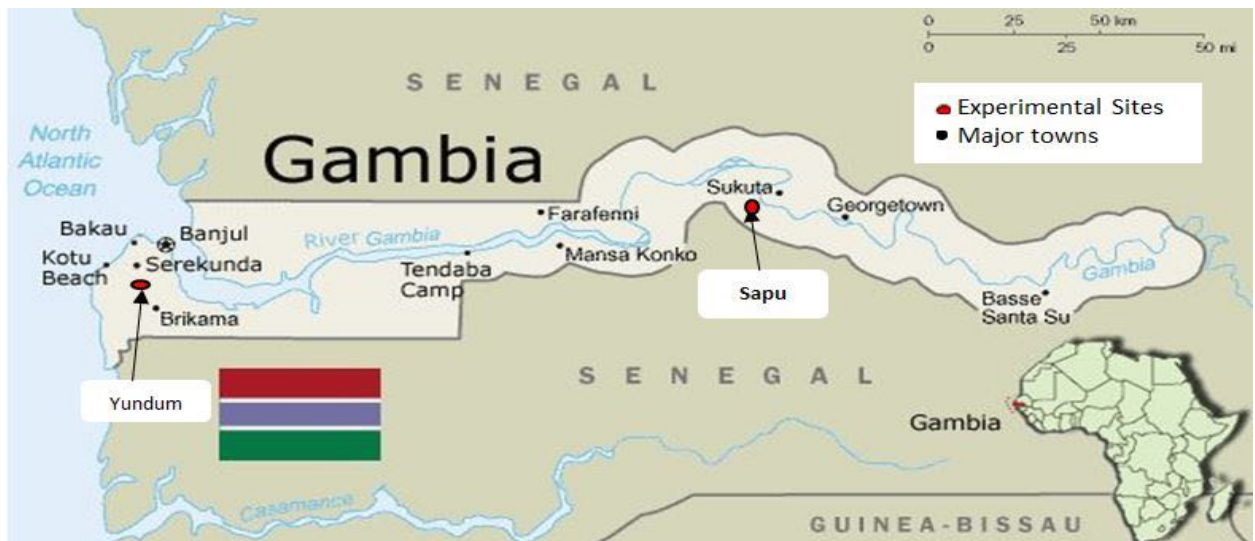 0 25 50 km
0 25 50 mi
SENEGAL
Experimental Sites
Major towns
North
Atlantic
Ocean
Gambia
Sukuta
Georgetown
Farafenni
Bakau
Banjul
River Gambia
Kotu
Beach
Serekunda
Mansa Konko
Tendaba
Camp
Gambia
Sapu
Basse
Santa Su
Brikama
Yundum
SENEGAL
Gambia
Casamance
GUINEA-BISSAU